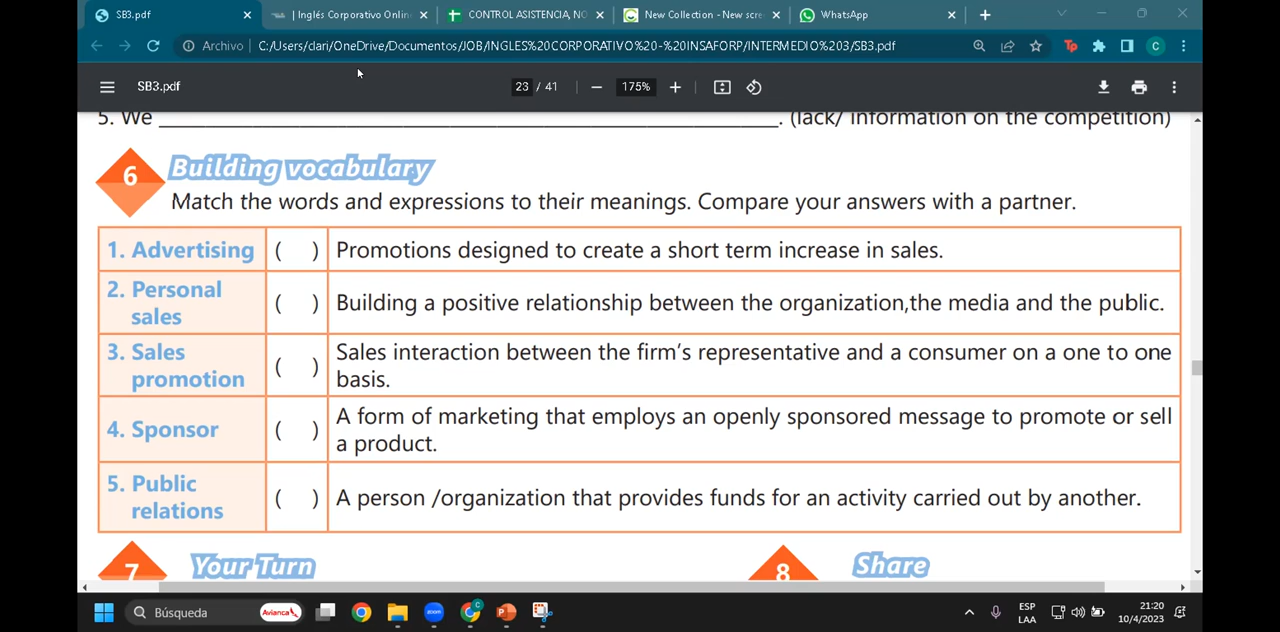 SB3.pdf
| Inglés Corporativo Onlin
CONTROL ASISTENCIA, NO
New Collection - New scre
WhatsApp
Archivo
C:/Users/clari/OneDrive/Documentos/JOB/INGLES%20CORPORATIVO%20-%20INSAFORP/INTERMEDIO%203/SB3.pdf
Tp
C
SB3.pdf
23 / 41
175%
5. We ______________________________. (lack/ information on the competition)
6
Building vocabulary
Match the words and expressions to their meanings. Compare your answers with a partner.
1. Advertising ( ) Promotions designed to create a short term increase in sales.
2. Personal
sales
( ) Building a positive relationship between the organization,the media and the public.
3. Sales
promotion
( ) Sales interaction between the firm's representative and a consumer on a one to one
basis.
4. Sponsor ( ) A form of marketing that employs an openly sponsored message to promote or sell
a product.
5. Public
relations
( ) A person /organization that provides funds for an activity carried out by another.
7
Your Turn
8
Share
Búsqueda
Avianca
zoom
ESP
LAA
21:20
10/4/2023